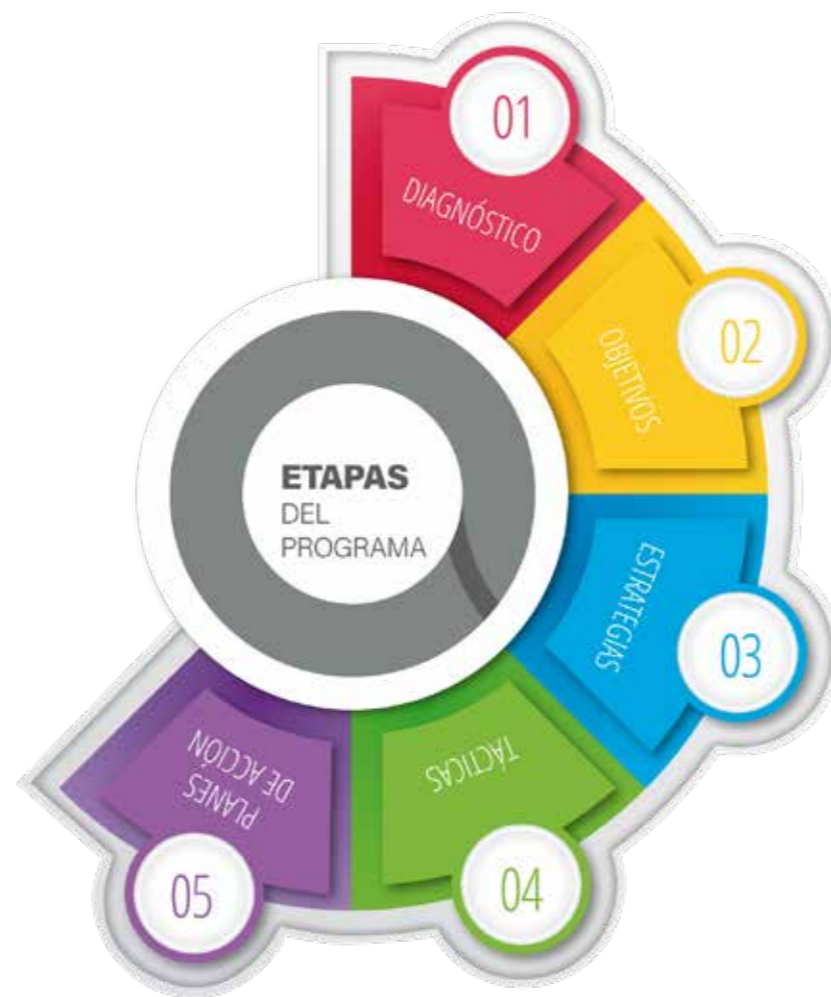 ETAPAS
DEL
PROGRAMA
01
DIAGNÓSTICO
02
OBJETIVOS
03
ESTRATEGIAS
04
TÁCTICAS
05
PLANES
DE ACCIÓN